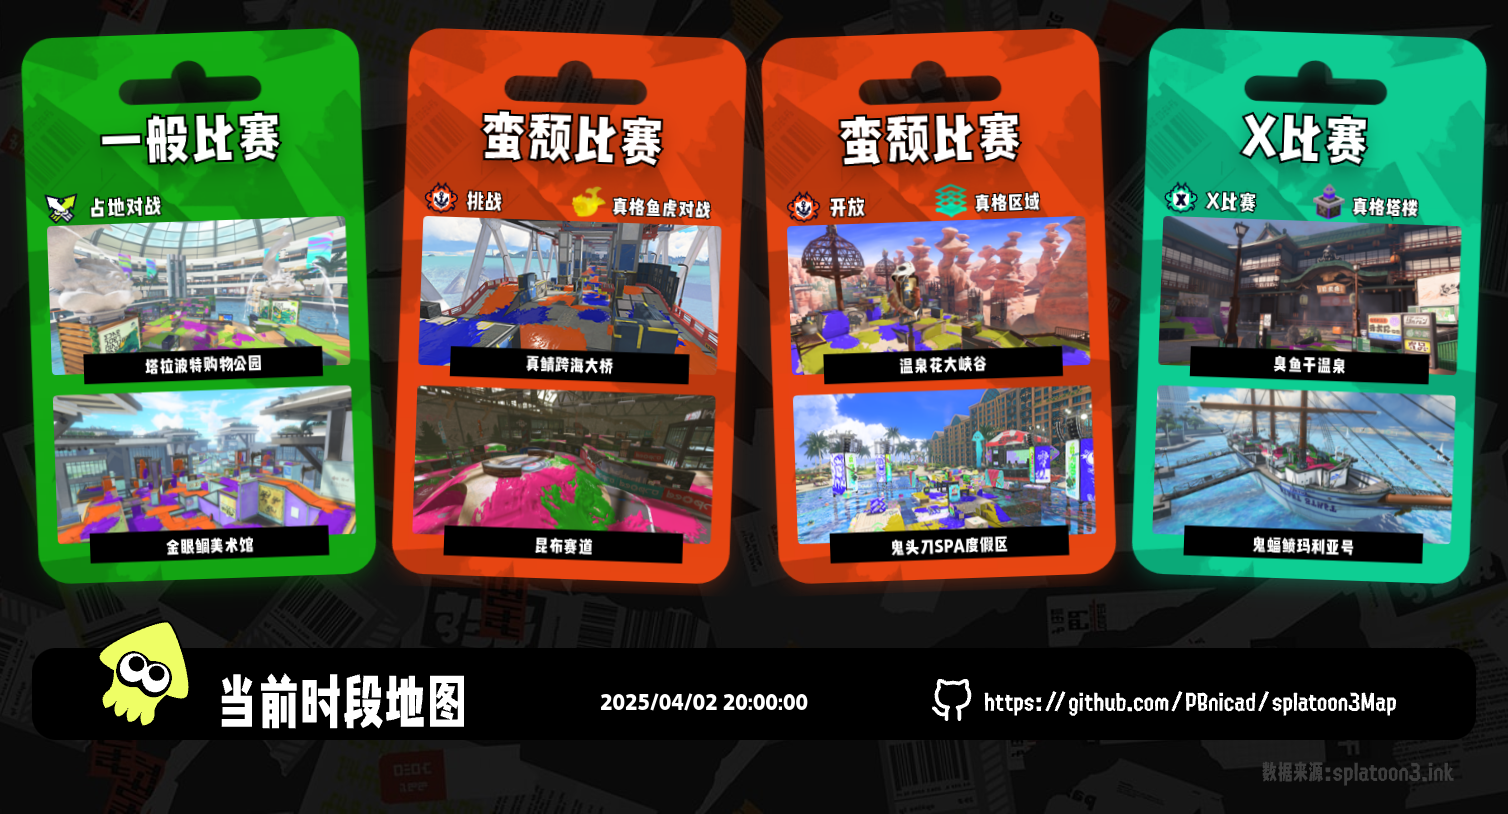 一般比赛
占地对战
塔拉波特购物公园
金眼鲷美术馆
蛮颓比赛
挑战
真格鱼虎对战
真鲭跨海大桥
昆布赛道
蛮颓比赛
开放
真格区域
温泉花大峡谷
鬼头刀SPA度假区
X比赛
X比赛
真格塔楼
臭鱼干温泉
鬼蝠鲼玛利亚号
当前时段地图
2025/04/02 20:00:00
https://github.com/PBnicad/splatoon3Map
数据来源:splatoon3.ink